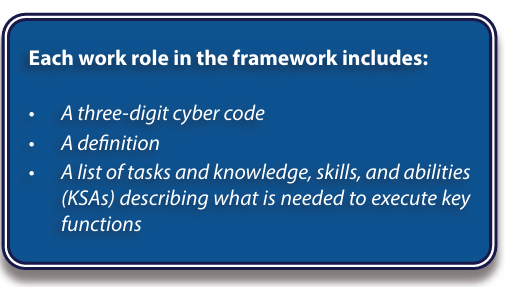 Each work role in the framework includes:
• A three-digit cyber code
• A definition
• A list of tasks and knowledge, skills, and abilities
(KSAs) describing what is needed to execute key
functions